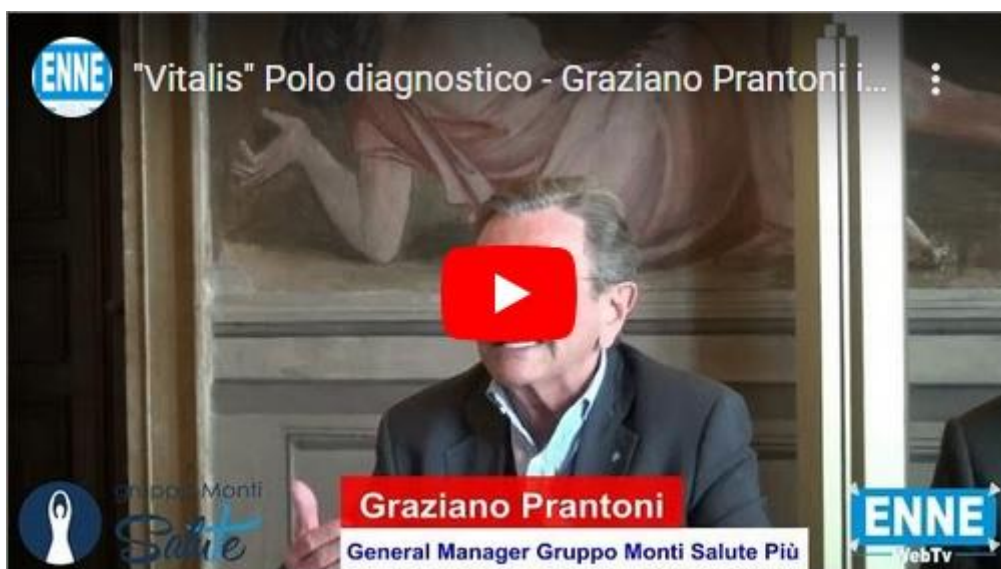 ENNE
"Vitalis" Polo diagnostico - Graziano Prantoni i...
gruppo Monti
Salute
Graziano Prantoni
General Manager Gruppo Monti Salute Più
ENNE
WebTv